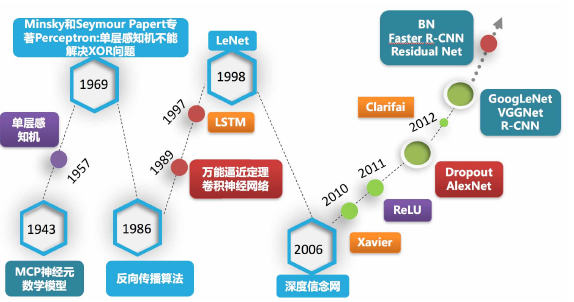 Minsky和Seymour Papert专
著Perceptron:单层感知机不能
解决XOR问题
1969
单层感
知机
1957
1943
MCP神经元
数学模型
1986
反向传播算法
1989
万能逼近定理
卷积神经网络
1997
LSTM
LeNet
1998
2006
深度信念网
2010
Xavier
2011
ReLU
Dropout
AlexNet
2012
Clarifai
GoogLeNet
VGGNet
R-CNN
BN
Faster R-CNN
Residual Net